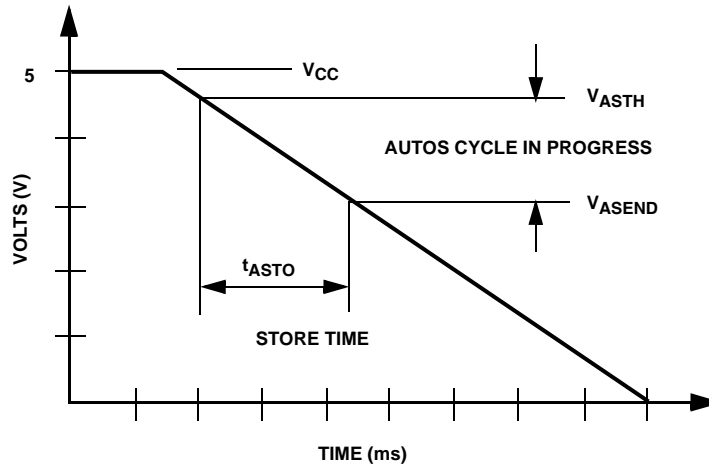 VOLTS (V)
5
VCC
VASTH
AUTOS CYCLE IN PROGRESS
VASEND
tASTO
STORE TIME
TIME (ms)